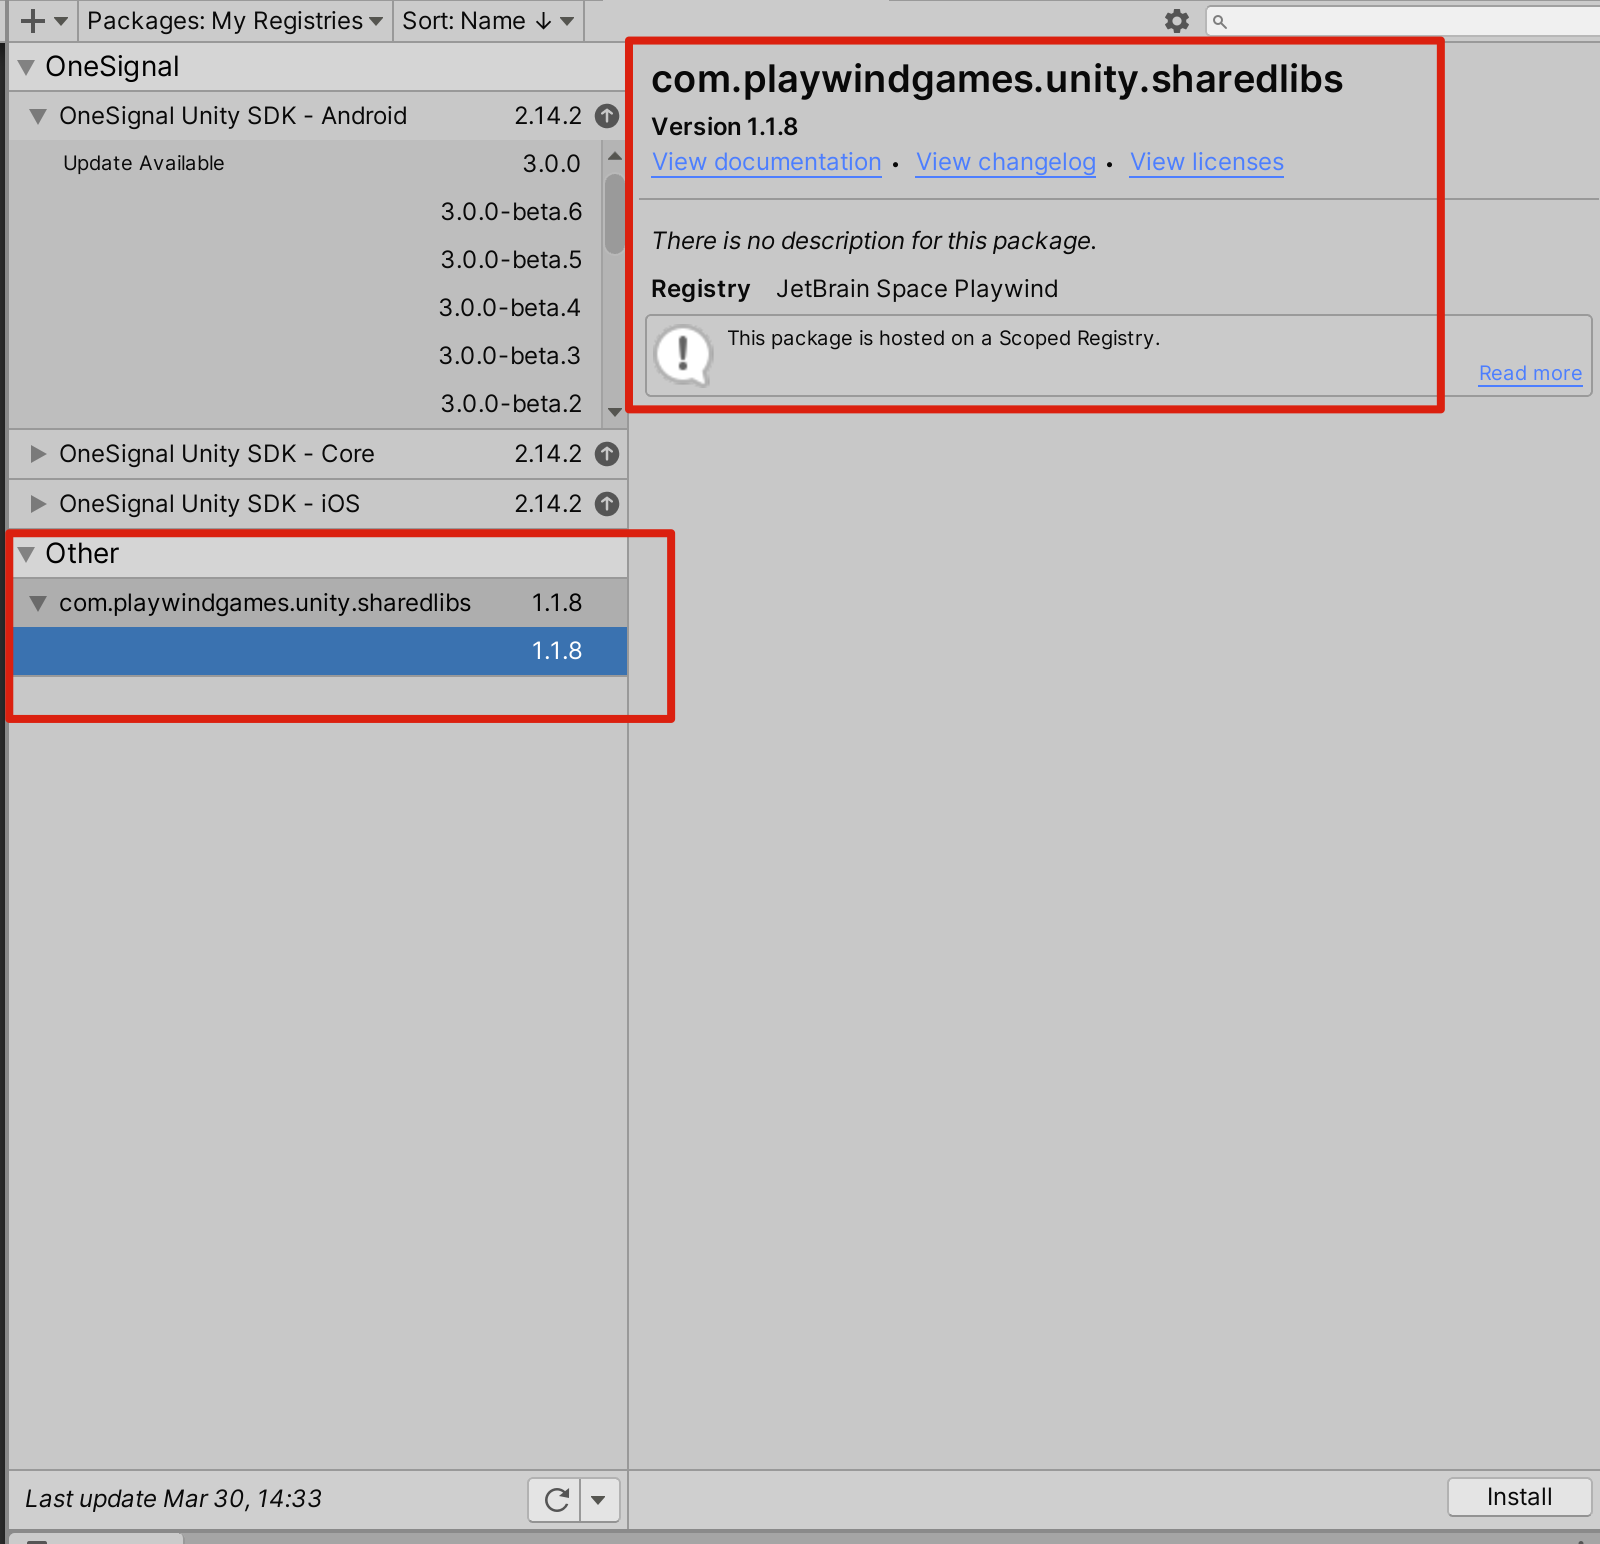 Packages: My Registries
Sort: Name ↓
OneSignal
OneSignal Unity SDK - Android 2.14.2
Update Available 3.0.0
3.0.0-beta.6
3.0.0-beta.5
3.0.0-beta.4
3.0.0-beta.3
3.0.0-beta.2
OneSignal Unity SDK - Core 2.14.2
OneSignal Unity SDK - iOS 2.14.2
Other
com.playwindgames.unity.sharedlibs 1.1.8
1.1.8
Last update Mar 30, 14:33
com.playwindgames.unity.sharedlibs
Version 1.1.8
View documentation • View changelog • View licenses
There is no description for this package.
Registry JetBrain Space Playwind
This package is hosted on a Scoped Registry.
Read more
Install